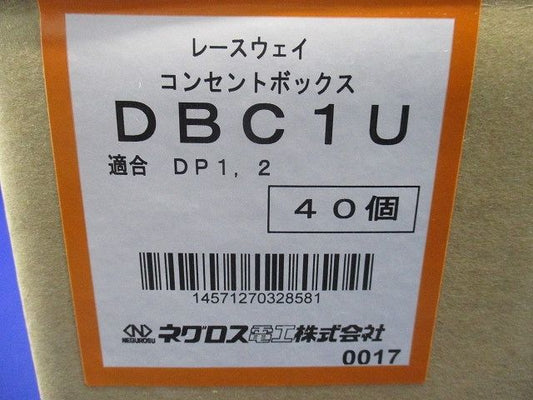 レースウェイ
コンセントボックス
DBC1U
適合 DP1, 2
40個
14571270328581
NEGUROSU ネグロス電工株式会社
0017